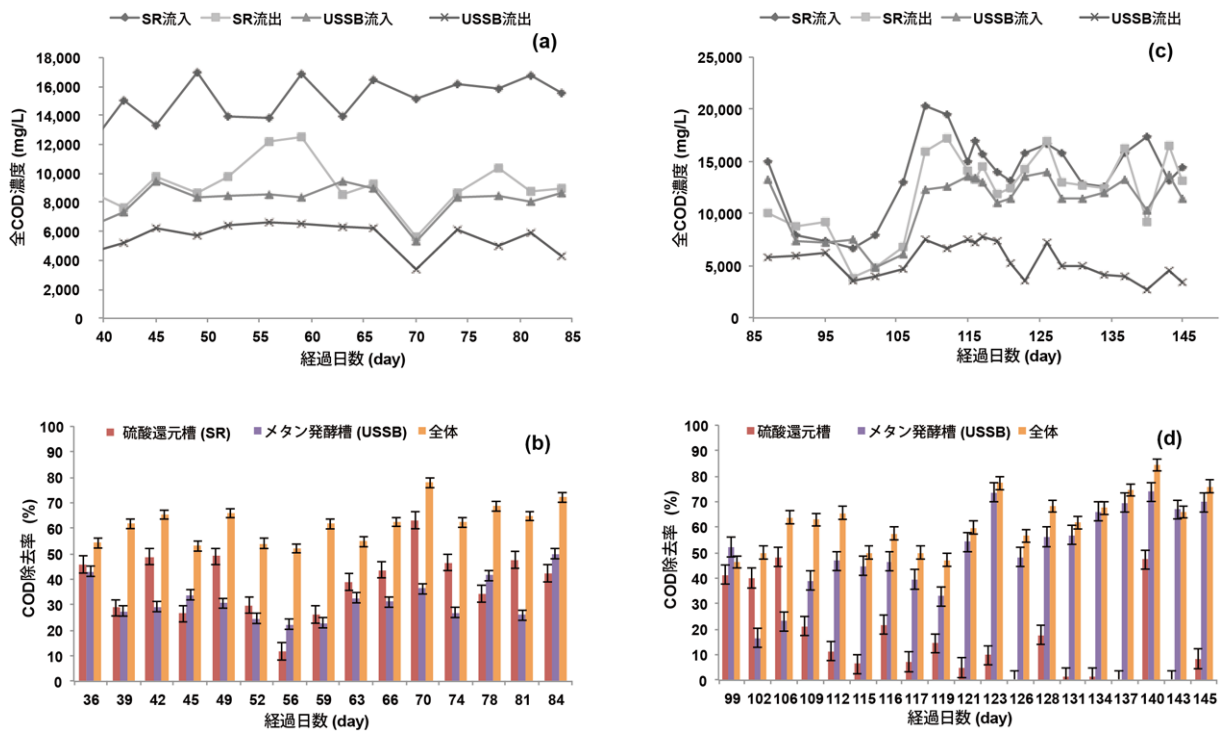 SR流入 SR流出 USSB流入 USSB流出
(a)
全COD濃度 (mg/L)
18,000
16,000
14,000
12,000
10,000
8,000
6,000
4,000
2,000
0
40 45 50 55 60 65 70 75 80 85
経過日数 (day)
SR流入 SR流出 USSB流入 USSB流出
(c)
全COD濃度 (mg/L)
25,000
20,000
15,000
10,000
5,000
0
85 95 105 115 125 135 145
経過日数 (day)
硫酸還元槽 (SR) メタン発酵槽 (USSB) 全体
(b)
COD除去率 (%)
100
90
80
70
60
50
40
30
20
10
0
36 39 42 45 49 52 56 59 63 66 70 74 78 81 84
経過日数 (day)
硫酸還元槽 メタン発酵槽 (USSB) 全体
(d)
COD除去率 (%)
100
90
80
70
60
50
40
30
20
10
0
99 102 106 109 112 115 116 117 119 121 123 126 128 131 134 137 140 143 145
経過日数 (day)